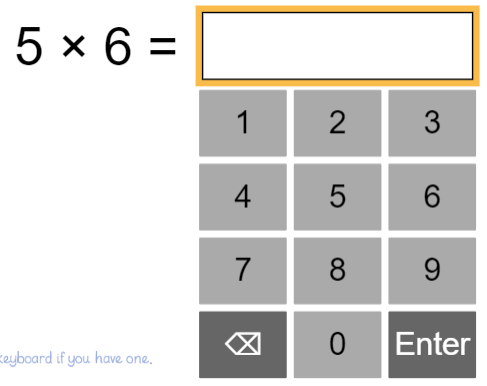 5 × 6 =
1 2 3
4 5 6
7 8 9
⌫ 0 Enter
keyboard if you have one.